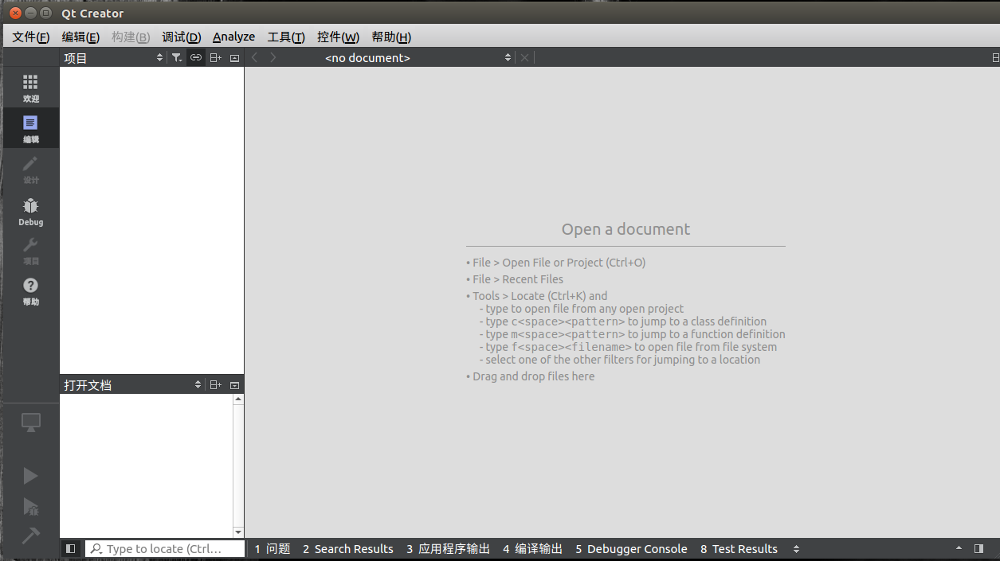 Qt Creator
文件(F) 编辑(E) 构建(B) 调试(D) Analyze 工具(T) 控件(W) 帮助(H)
项目 <no document>
欢迎
编辑
设计
Debug
项目
帮助
Open a document
• File > Open File or Project (Ctrl+O)
• File > Recent Files
• Tools > Locate (Ctrl+K) and
- type to open file from any open project
- type c<space><pattern> to jump to a class definition
- type m<space><pattern> to jump to a function definition
- type f<space><filename> to open file from file system
- select one of the other filters for jumping to a location
• Drag and drop files here
打开文档
Type to locate (Ctrl... 1 问题 2 Search Results 3 应用程序输出 4 编译输出 5 Debugger Console 8 Test Results